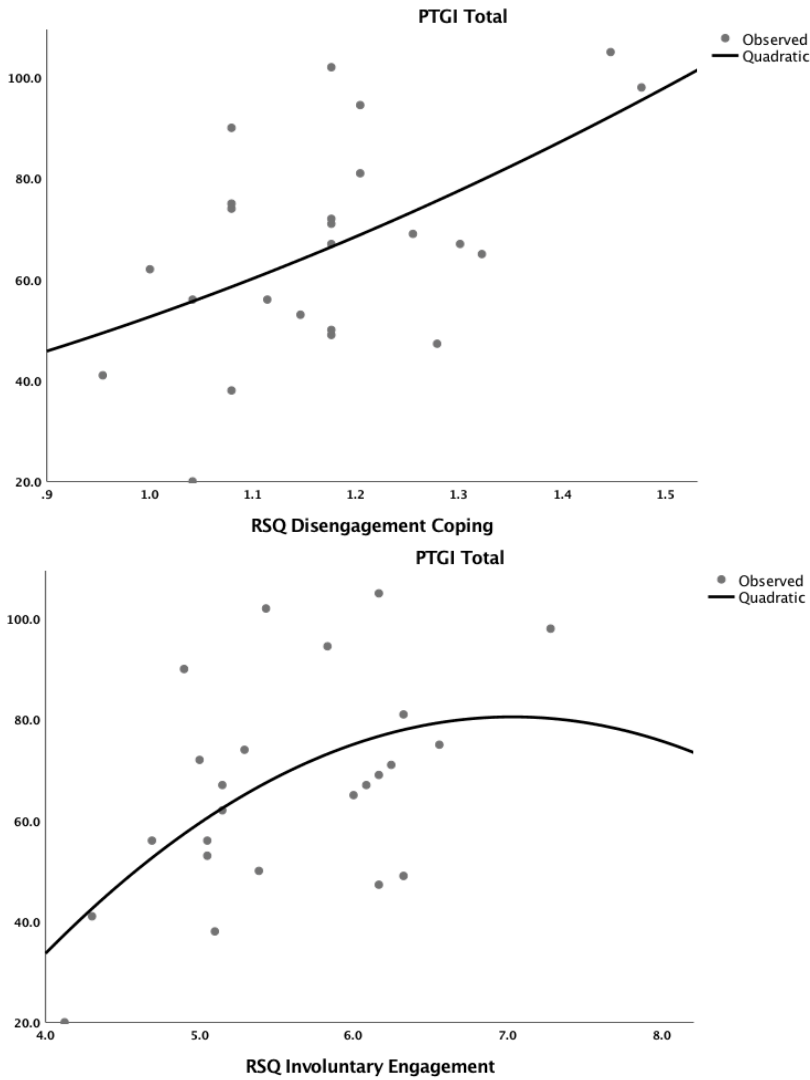 PTGI Total
Observed
Quadratic
100.0
80.0
60.0
40.0
20.0
.9 1.0 1.1 1.2 1.3 1.4 1.5
RSQ Disengagement Coping
PTGI Total
Observed
Quadratic
100.0
80.0
60.0
40.0
20.0
4.0 5.0 6.0 7.0 8.0
RSQ Involuntary Engagement